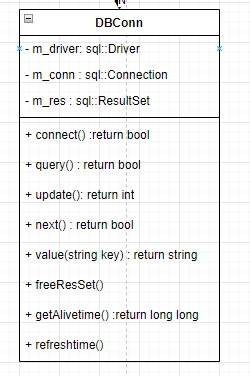 DBConn
- m_driver: sql::Driver
- m_conn : sql::Connection
- m_res : sql::ResultSet
+ connect() :return bool
+ query() : return bool
+ update(): return int
+ next() : return bool
+ value(string key) : return string
+ freeResSet()
+ getAlivetime() :return long long
+ refreshtime()